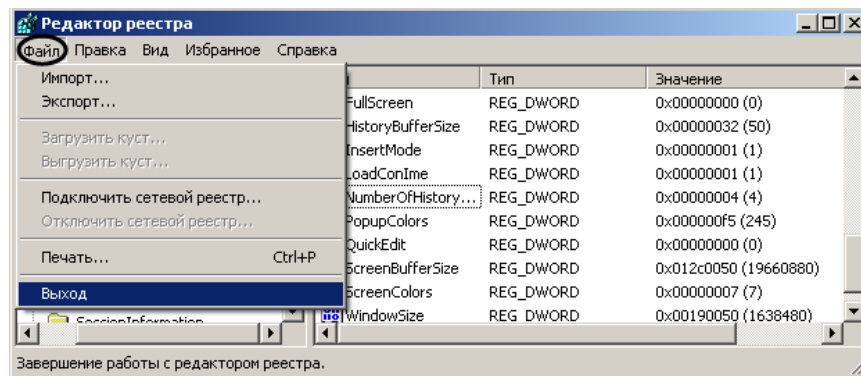 Редактор реестра
Файл Правка Вид Избранное Справка
Импорт...
Экспорт...
Загрузить куст...
Выгрузить куст...
Подключить сетевой реестр...
Отключить сетевой реестр...
Печать... Ctrl+P
Выход
Тип Значение
FullScreen REG_DWORD 0x00000000 (0)
HistoryBufferSize REG_DWORD 0x00000032 (50)
InsertMode REG_DWORD 0x00000001 (1)
LoadConIme REG_DWORD 0x00000001 (1)
NumberOfHistory... REG_DWORD 0x00000004 (4)
PopupColors REG_DWORD 0x000000f5 (245)
QuickEdit REG_DWORD 0x00000000 (0)
ScreenBufferSize REG_DWORD 0x012c0050 (19660880)
ScreenColors REG_DWORD 0x00000007 (7)
SessionInformation WindowSize REG_DWORD 0x00190050 (1638480)
Завершение работы с редактором реестра.